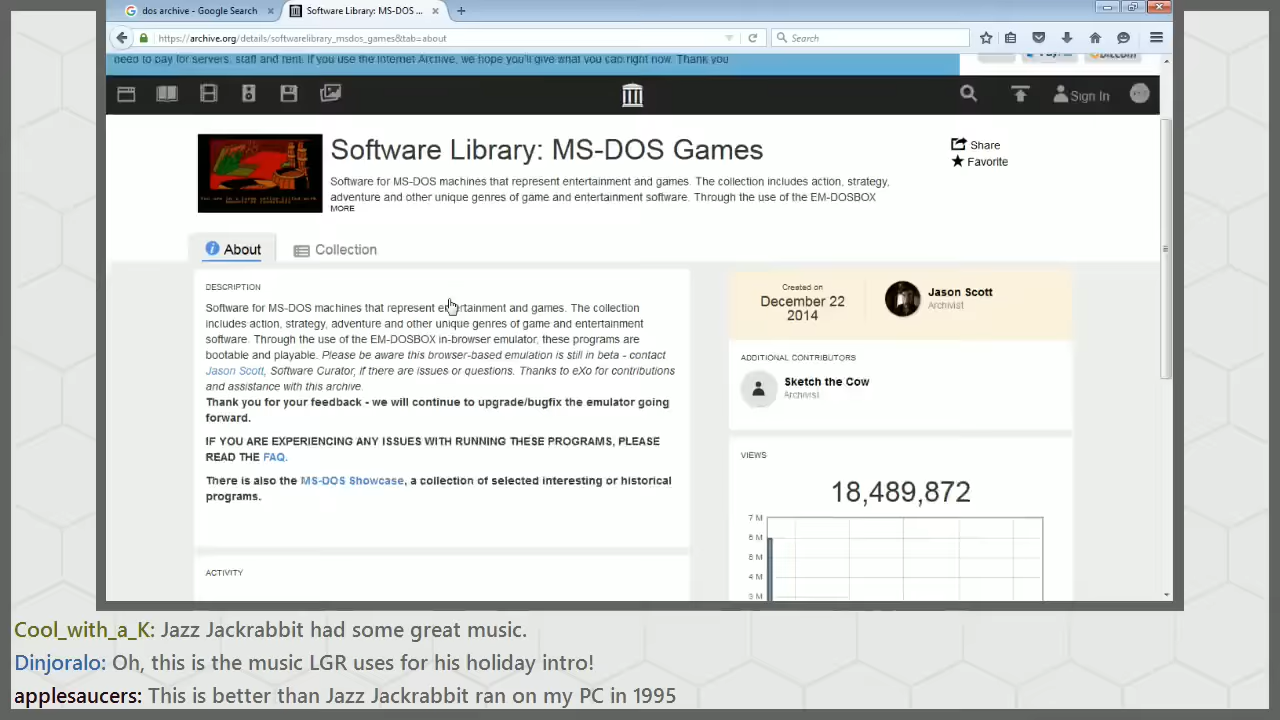 dos archive - Google Search
Software Library: MS-DOS ...
https://archive.org/details/softwarelibrary_msdos_games&tab=about
Search
need to pay for servers, staff and rent. If you use the Internet Archive, we hope you'll give what you can right now. Thank you
Sign In
Software Library: MS-DOS Games
Share
Favorite
Software for MS-DOS machines that represent entertainment and games. The collection includes action, strategy,
adventure and other unique genres of game and entertainment software. Through the use of the EM-DOSBOX
MORE
About
Collection
DESCRIPTION
Software for MS-DOS machines that represent entertainment and games. The collection
includes action, strategy, adventure and other unique genres of game and entertainment
software. Through the use of the EM-DOSBOX in-browser emulator, these programs are
bootable and playable. Please be aware this browser-based emulation is still in beta - contact
Jason Scott, Software Curator, if there are issues or questions. Thanks to eXo for contributions
and assistance with this archive.
Thank you for your feedback - we will continue to upgrade/bugfix the emulator going
forward.
IF YOU ARE EXPERIENCING ANY ISSUES WITH RUNNING THESE PROGRAMS, PLEASE
READ THE FAQ.
There is also the MS-DOS Showcase, a collection of selected interesting or historical
programs.
ACTIVITY
Created on
December 22
2014
Jason Scott
Archivist
ADDITIONAL CONTRIBUTORS
Sketch the Cow
Archivist
VIEWS
18,489,872
7 M
6 M
5 M
4 M
3 M
Cool_with_a_K: Jazz Jackrabbit had some great music.
Dinjoralo: Oh, this is the music LGR uses for his holiday intro!
applesaucers: This is better than Jazz Jackrabbit ran on my PC in 1995